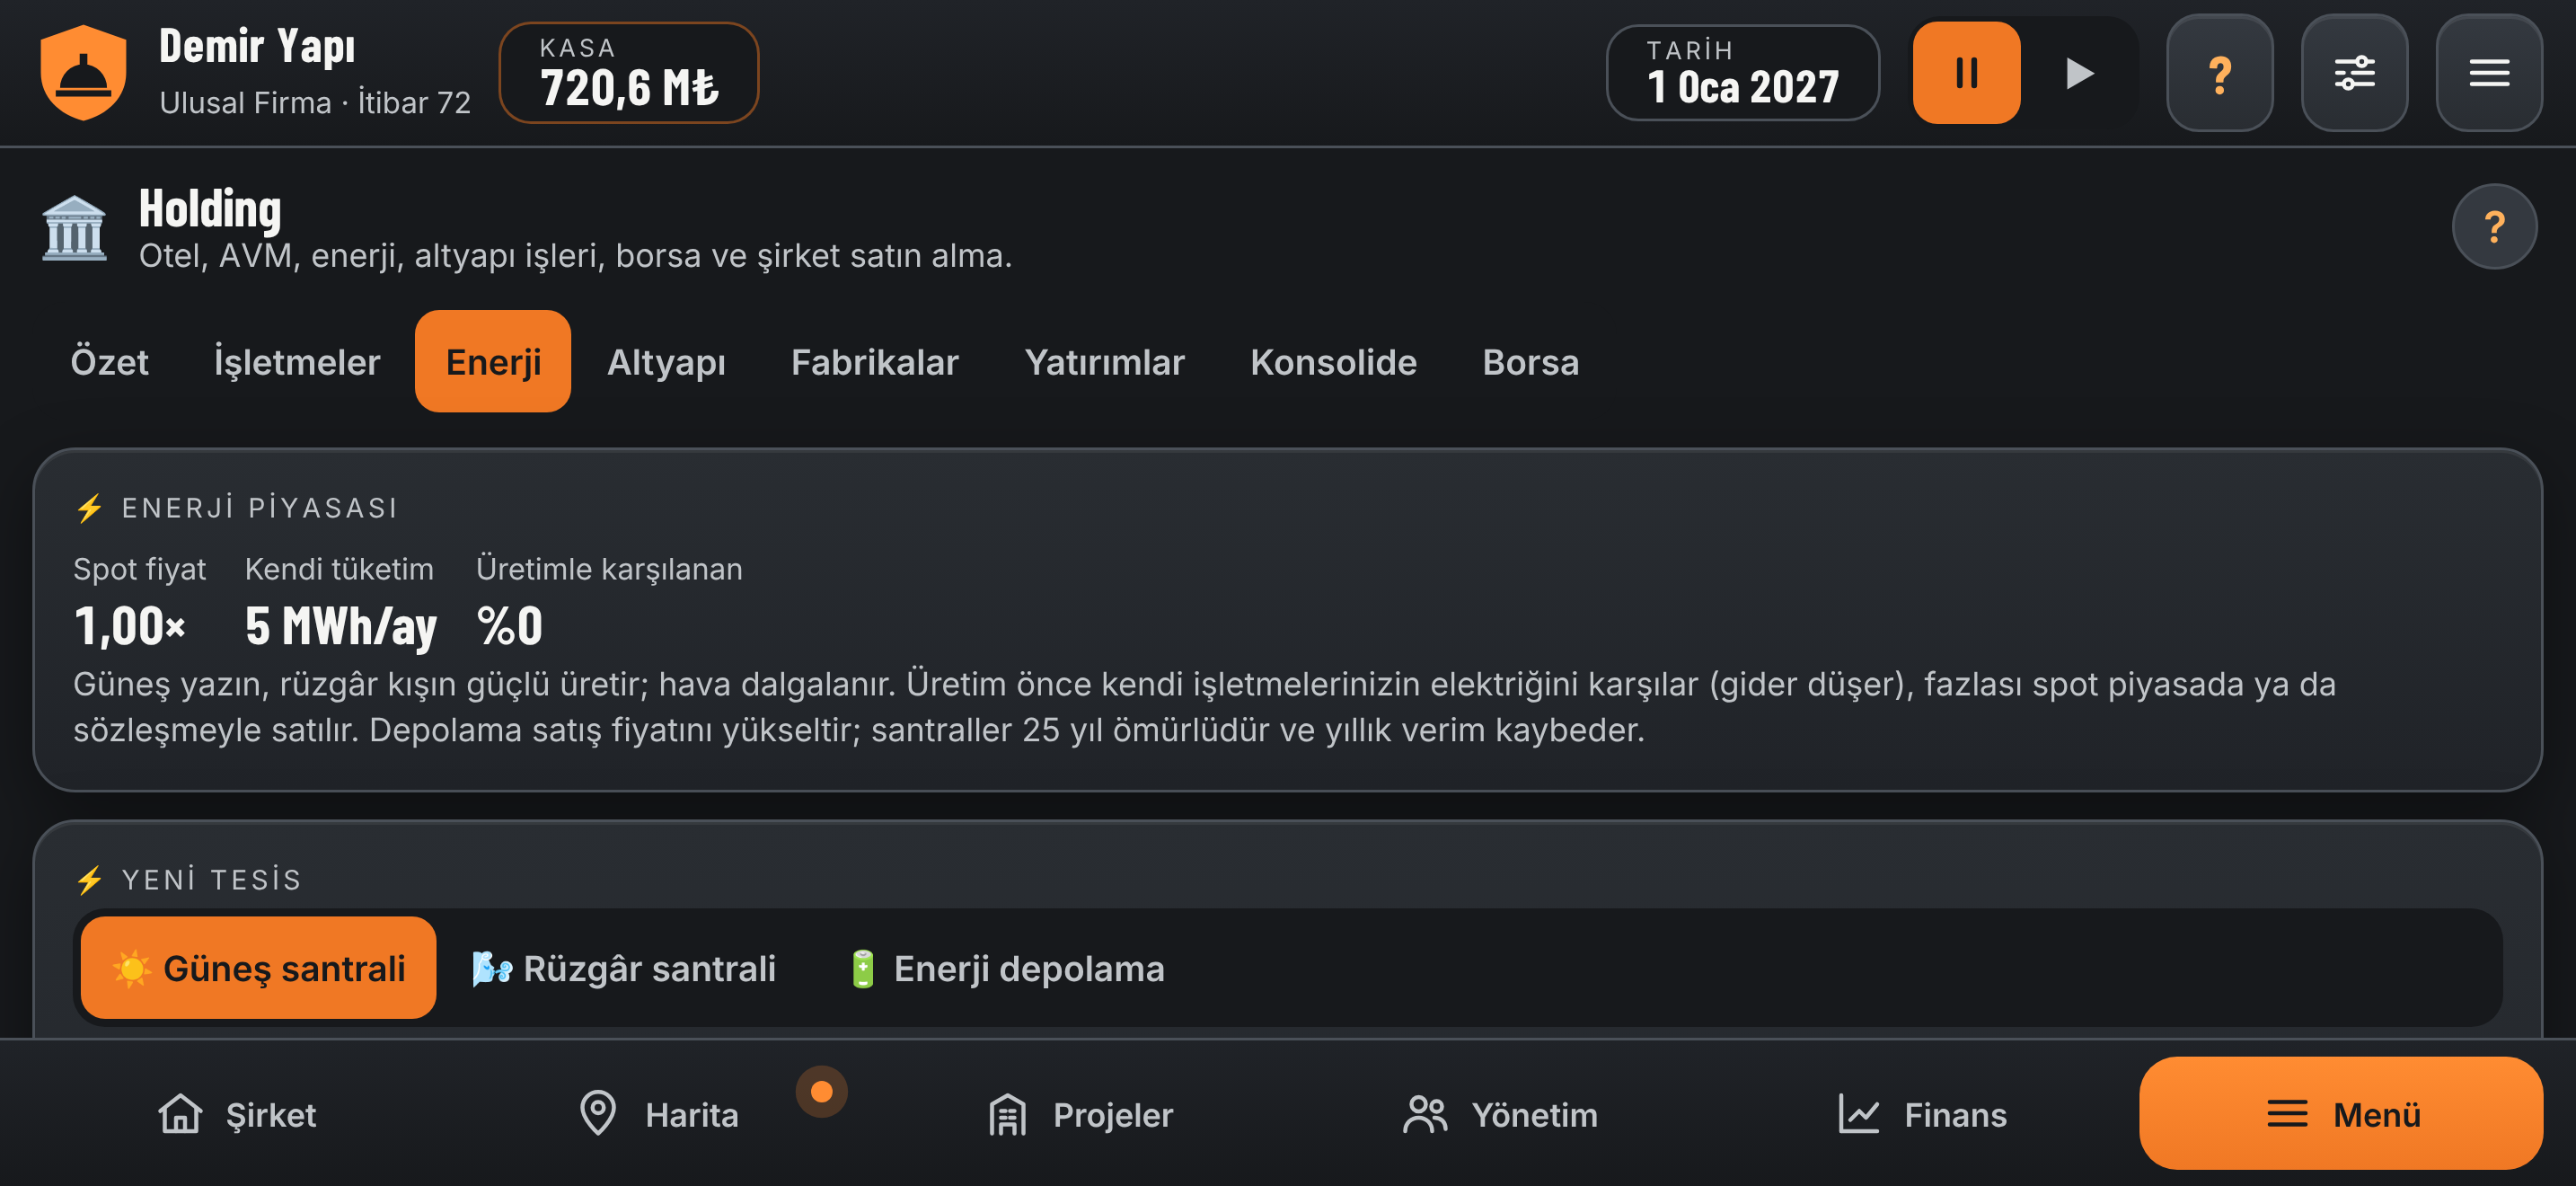 Demir Yapı
Ulusal Firma · İtibar 72
KASA
720,6 M₺
TARİH
1 Oca 2027
?
Holding
Otel, AVM, enerji, altyapı işleri, borsa ve şirket satın alma.
?
Özet İşletmeler Enerji Altyapı Fabrikalar Yatırımlar Konsolide Borsa
⚡ ENERJİ PİYASASI
Spot fiyat Kendi tüketim Üretimle karşılanan
1,00× 5 MWh/ay %0
Güneş yazın, rüzgâr kışın güçlü üretir; hava dalgalanır. Üretim önce kendi işletmelerinizin elektriğini karşılar (gider düşer), fazlası spot piyasada ya da
sözleşmeyle satılır. Depolama satış fiyatını yükseltir; santraller 25 yıl ömürlüdür ve yıllık verim kaybeder.
⚡ YENİ TESİS
Güneş santrali Rüzgâr santrali Enerji depolama
Şirket Harita Projeler Yönetim Finans Menü